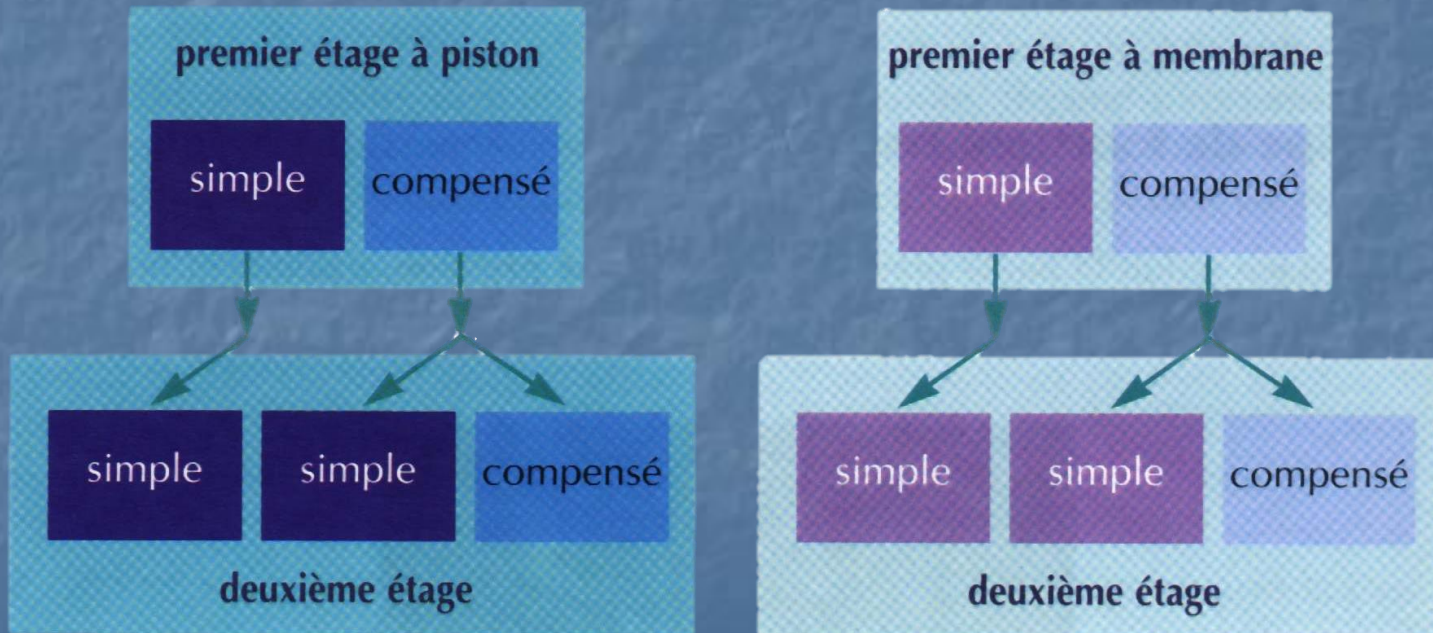 premier étage à piston
simple
compensé
simple
simple
compensé
deuxième étage
premier étage à membrane
simple
compensé
simple
simple
compensé
deuxième étage